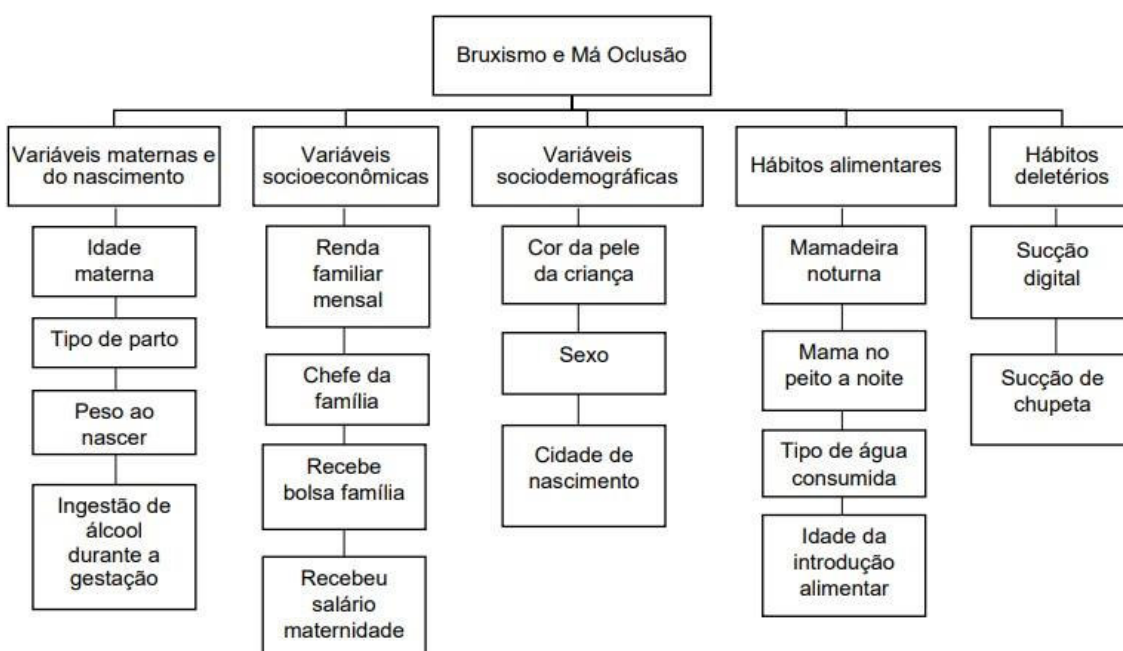 Bruxismo e Má Oclusão
Variáveis maternas e
do nascimento
Variáveis
socioeconômicas
Variáveis
sociodemográficas
Hábitos alimentares
Hábitos
deletérios
Idade
materna
Tipo de parto
Peso ao
nascer
Ingestão de
álcool
durante a
gestação
Renda
familiar
mensal
Chefe da
família
Recebe
bolsa família
Recebeu
salário
maternidade
Cor da pele
da criança
Sexo
Cidade de
nascimento
Mamadeira
noturna
Mama no
peito a noite
Tipo de água
consumida
Idade da
introdução
alimentar
Sucção
digital
Sucção de
chupeta